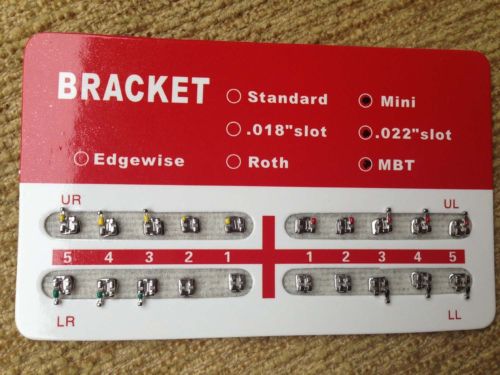 BRACKET
Standard Mini
.018"slot .022"slot
Edgewise Roth MBT
UR UL
5 4 3 2 1 1 2 3 4 5
LR LL